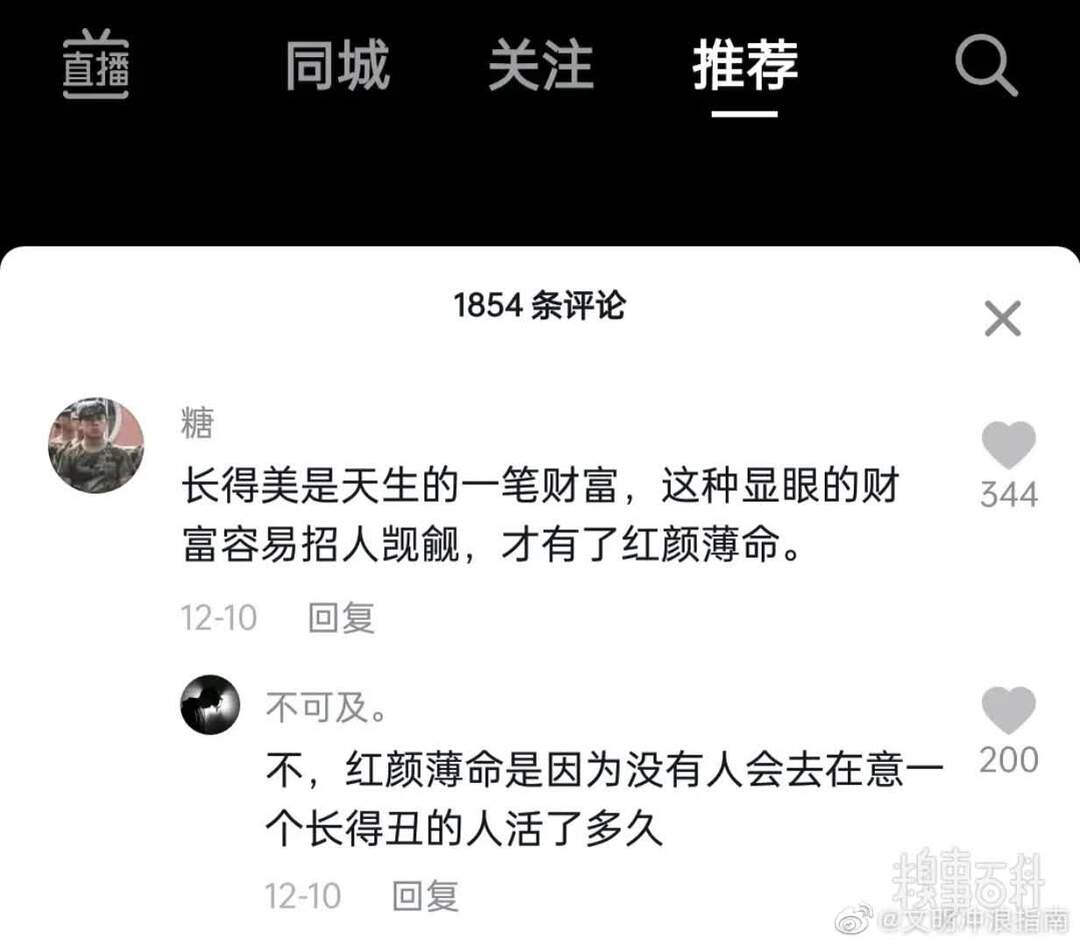 直播 同城 关注 推荐
1854 条评论
糖
长得美是天生的一笔财富，这种显眼的财
富容易招人觊觎，才有了红颜薄命。
344
12-10 回复
不可及。
不，红颜薄命是因为没有人会去在意一
个长得丑的人活了多久
200
12-10 回复
糗事百科
@文明冲浪指南